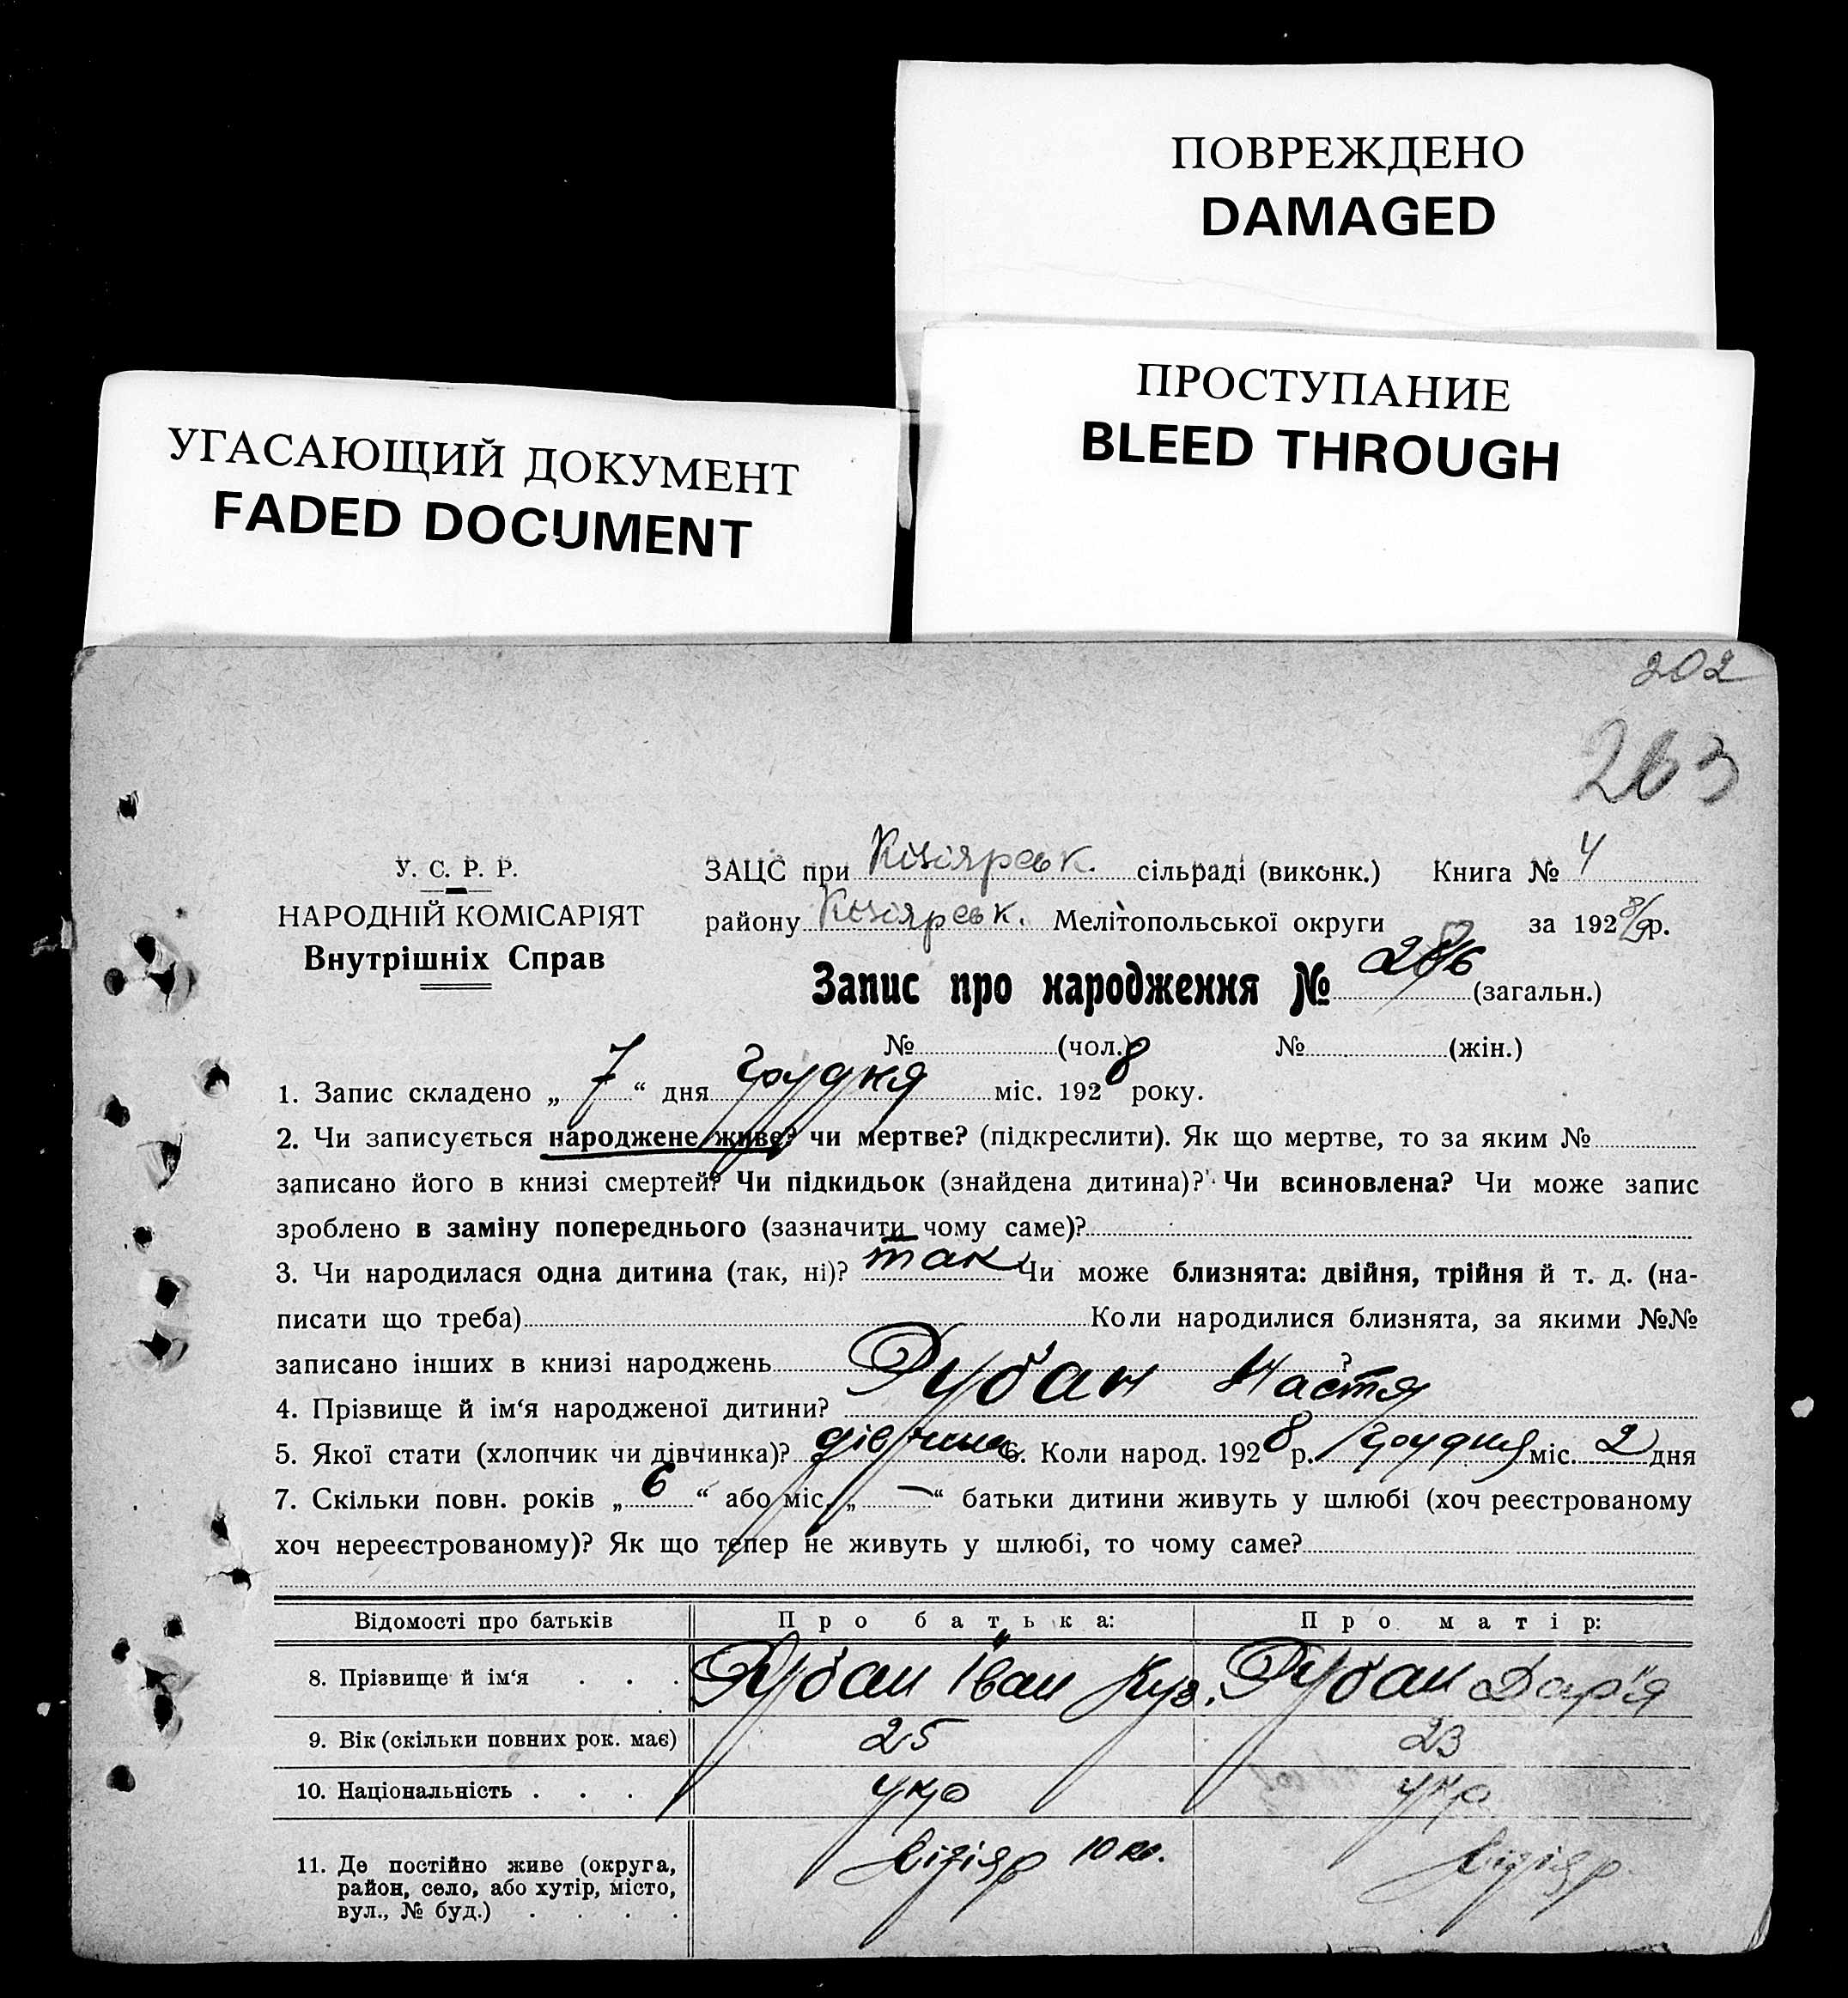 ПОВРЕЖДЕНО
DAMAGED
ПРОСТУПАНИЕ
BLEED THROUGH
УГАСАЮЩИЙ ДОКУМЕНТ
FADED DOCUMENT
202
263
У. С. Р. Р.
НАРОДНІЙ КОМІСАРІЯТ
Внутрішніх Справ
ЗАЦС при Кізіярськ. сільраді (виконк.) Книга № 4
району Кізіярськ. Мелітопольської округи за 1928/9р.
Запис про народження № (загальн.)
№ (чол.) № (жін.)
1. Запис складено „ 7 “ дня грудня міс. 1928 року.
2. Чи записується народжене живе? чи мертве? (підкреслити). Як що мертве, то за яким №
записано його в книзі смертей? Чи підкидьок (знайдена дитина)? Чи всиновлена? Чи може запис
зроблено в заміну попереднього (зазначити чому саме)?
3. Чи народилася одна дитина (так, ні)? так Чи може близнята: двійня, трійня й т. д. (на-
писати що треба) Коли народилися близнята, за якими №№
записано інших в книзі народжень ?
4. Прізвище й ім‘я народженої дитини? Рубан Настя
5. Якої стати (хлопчик чи дівчинка)? дівчина 6. Коли народ. 1928 р. грудня міс. 2 дня
7. Скільки повн. років „ 6 “ або міс. „ — “ батьки дитини живуть у шлюбі (хоч реєстрованому
хоч нереєстрованому)? Як що тепер не живуть у шлюбі, то чому саме?
Відомості про батьків Про батька: Про матір:
8. Прізвище й ім‘я . . . Рубан Іван Куз. Рубан Дар'я
9. Вік (скільки повних рок. має) 25 23
10. Національність . . . укр укр
11. Де постійно живе (округа, Кізіяр Кізіяр
район, село, або хутір, місто,
вул., № буд.) . . . .